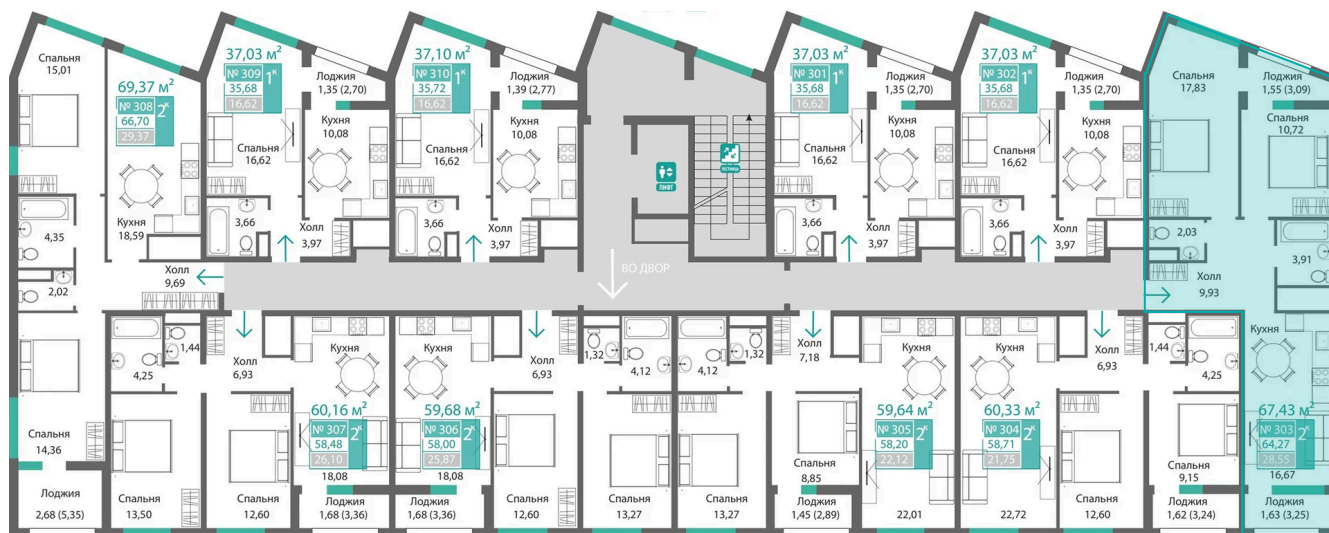 Спальня
15,01
69,37 м²
№ 308
66,70
29,37
2К
Кухня
18,59
4,35
2,02
Холл
9,69
Спальня
14,36
Лоджия
2,68 (5,35)
37,03 м²
№ 309
35,68
16,62
1К
Лоджия
1,35 (2,70)
Кухня
10,08
Спальня
16,62
3,66
Холл
3,97
37,10 м²
№ 310
35,72
16,62
1К
Лоджия
1,39 (2,77)
Кухня
10,08
Спальня
16,62
3,66
Холл
3,97
ЛИФТ
ЛЕСТНИЦА
ВО ДВОР
37,03 м²
№ 301
35,68
16,62
1К
Лоджия
1,35 (2,70)
Кухня
10,08
Спальня
16,62
3,66
Холл
3,97
37,03 м²
№ 302
35,68
16,62
1К
Лоджия
1,35 (2,70)
Кухня
10,08
Спальня
16,62
3,66
Холл
3,97
Спальня
17,83
Лоджия
1,55 (3,09)
Спальня
10,72
2,03
3,91
Холл
9,93
Кухня
67,43 м²
№ 303
64,27
28,55
2К
16,67
Лоджия
1,63 (3,25)
4,25
1,44
Холл
6,93
Кухня
60,16 м²
№ 307
58,48
26,10
2К
18,08
Спальня
13,50
Спальня
12,60
Лоджия
1,68 (3,36)
Кухня
Холл
6,93
1,32
4,12
59,68 м²
№ 306
58,00
25,87
2К
18,08
Лоджия
1,68 (3,36)
Спальня
12,60
Спальня
13,27
4,12
1,32
Холл
7,18
Кухня
59,64 м²
№ 305
58,20
22,12
2К
Спальня
13,27
Спальня
8,85
Лоджия
1,45 (2,89)
22,01
Кухня
Холл
6,93
1,44
4,25
60,33 м²
№ 304
58,71
21,75
2К
22,72
Спальня
12,60
Спальня
9,15
Лоджия
1,62 (3,24)